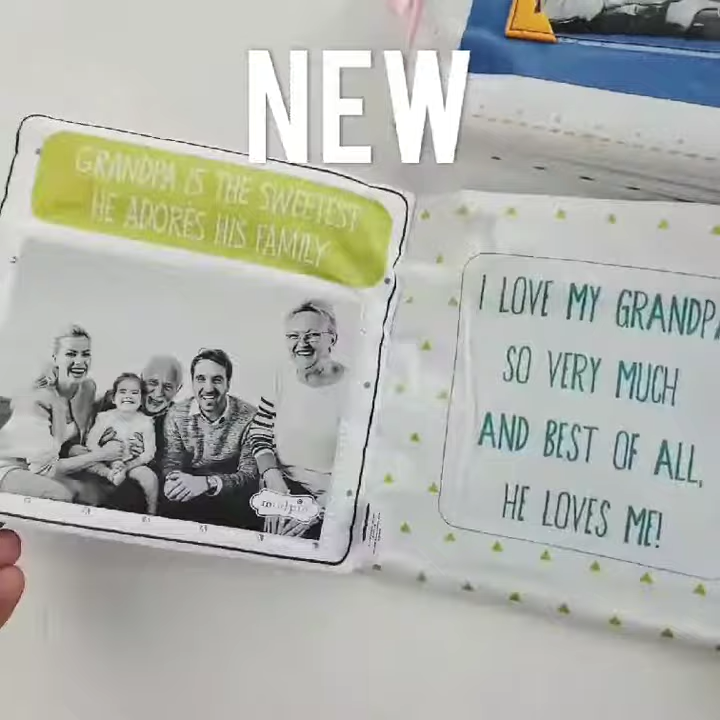 NEW
GRANDPA IS THE SWEETEST
HE ADORES HIS FAMILY
mudpie
I LOVE MY GRANDPA
SO VERY MUCH
AND BEST OF ALL,
HE LOVES ME!